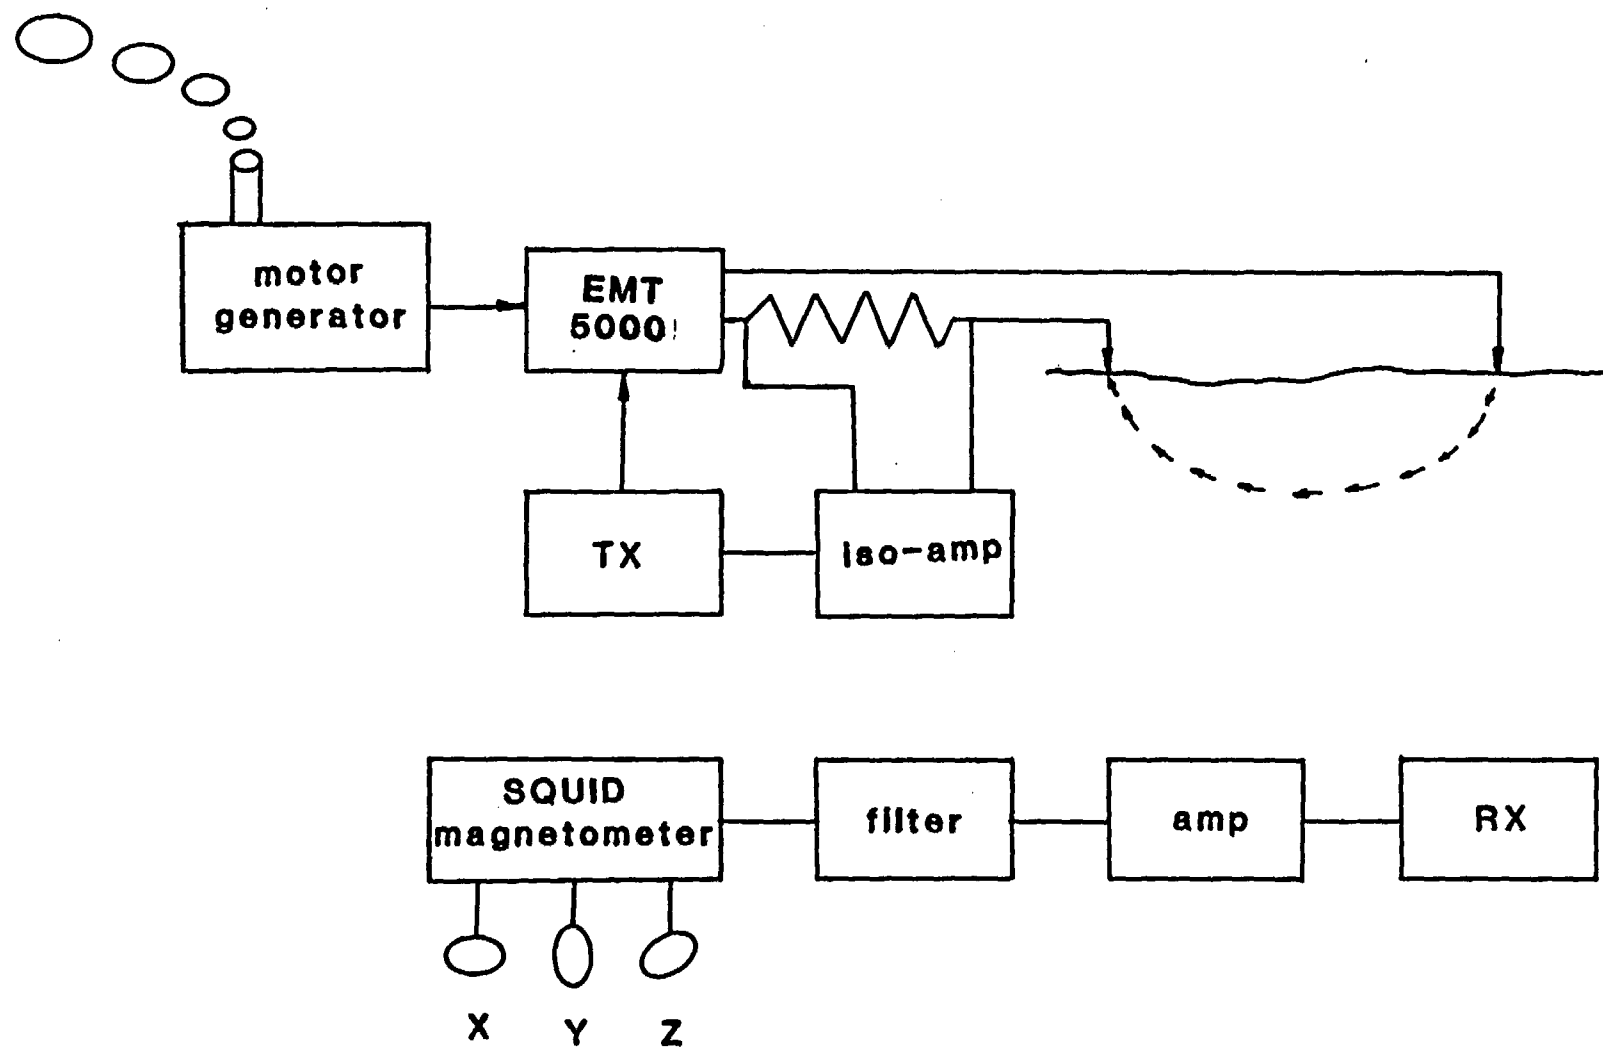 motor
generator
EMT
5000
TX
iso-amp
SQUID
magnetometer
filter
amp
RX
X
Y
Z